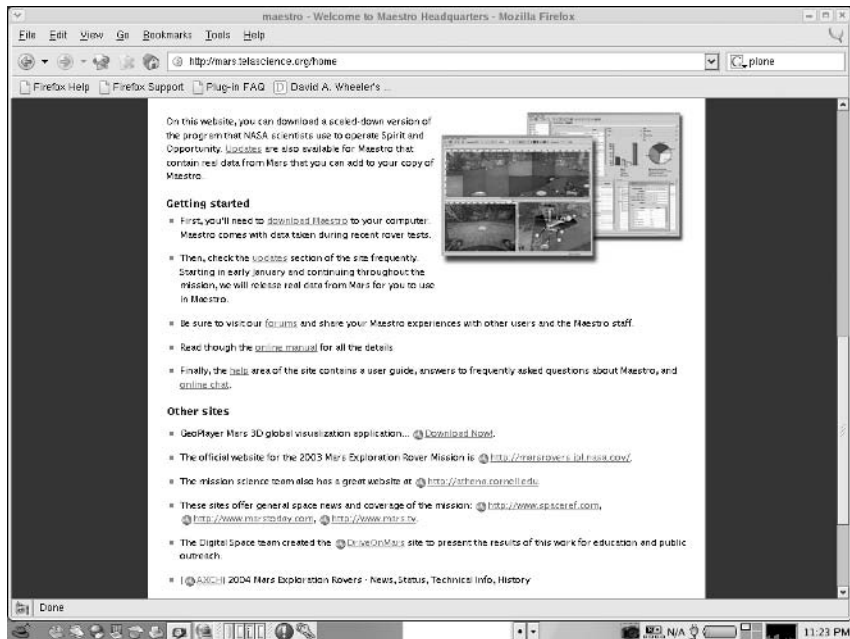 maestro - Welcome to Maestro Headquarters - Mozilla Firefox
File Edit View Go Bookmarks Tools Help
http://mars.telascience.org/home
plone
Firefox Help Firefox Support Plug-in FAQ David A. Wheeler's ...
On this website, you can download a scaled-down version of
the program that NASA scientists use to operate Spirit and
Opportunity. Updates are also available for Maestro that
contain real data from Mars that you can add to your copy of
Maestro.
Getting started
First, you'll need to download Maestro to your computer.
Maestro comes with data taken during recent rover tests.
Then, check the updates section of the site frequently.
Starting in early January and continuing throughout the
mission, we will release real data from Mars for you to use
in Maestro.
Be sure to visit our forums and share your Maestro experiences with other users and the Maestro staff.
Read though the online manual for all the details
Finally, the help area of the site contains a user guide, answers to frequently asked questions about Maestro, and
online chat.
Other sites
GeoPlayer Mars 3D global visualization application... Download Now!.
The official website for the 2003 Mars Exploration Rover Mission is http://marsrovers.jpl.nasa.gov/.
The mission science team also has a great website at http://athena.cornell.edu
These sites offer general space news and coverage of the mission: http://www.spaceref.com,
http://www.marstoday.com, http://www.mars.tv.
The Digital Space team created the DriveOnMars site to present the results of this work for education and public
outreach.
[AXCH] 2004 Mars Exploration Rovers - News, Status, Technical Info, History
Done
N/A
11:23 PM